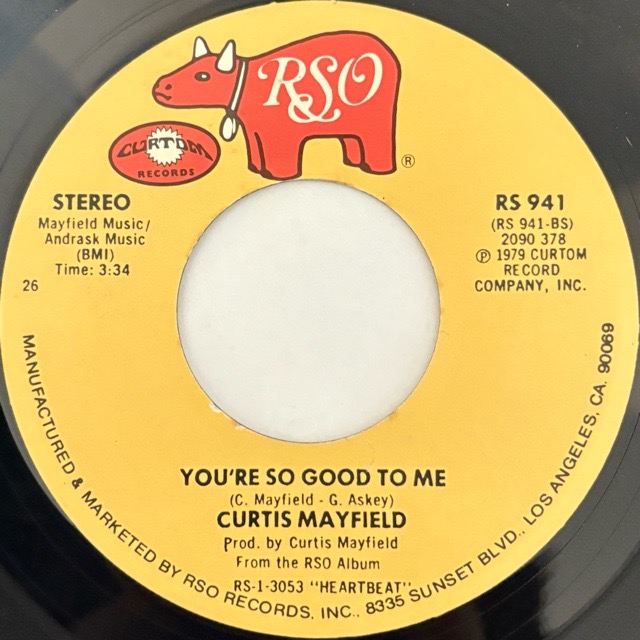 RSO
®
CURTOM
RECORDS
STEREO
Mayfield Music/
Andrask Music
(BMI)
Time: 3:34
26
RS 941
(RS 941-BS)
2090 378
℗ 1979 CURTOM
RECORD
COMPANY, INC.
YOU'RE SO GOOD TO ME
(C. Mayfield - G. Askey)
CURTIS MAYFIELD
Prod. by Curtis Mayfield
From the RSO Album
RS-1-3053 "HEARTBEAT"
MANUFACTURED & MARKETED BY RSO RECORDS, INC., 8335 SUNSET BLVD., LOS ANGELES, CA. 90069